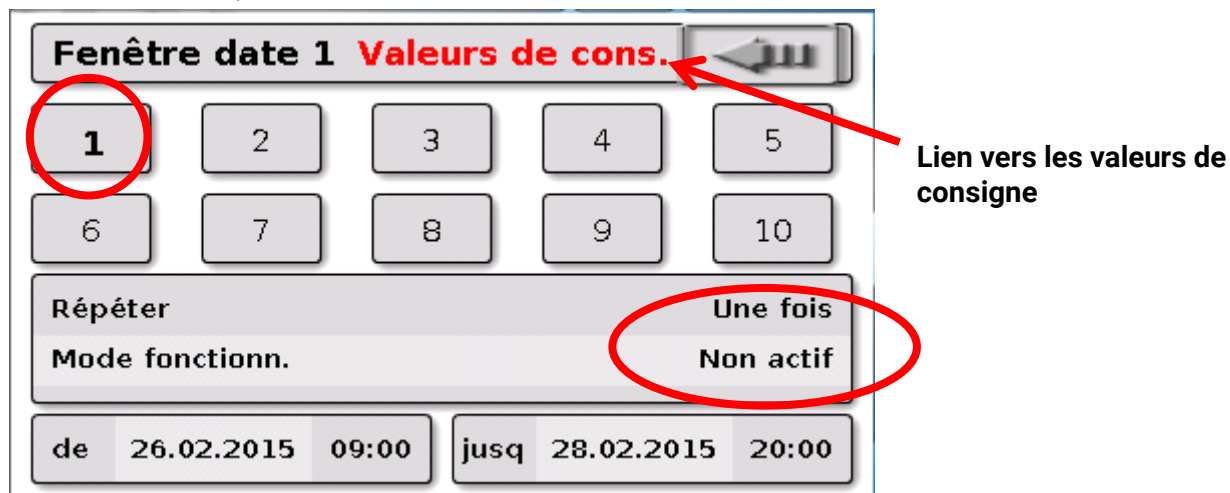 Fenêtre date 1 Valeurs de cons.
1 2 3 4 5
Lien vers les valeurs de
consigne
6 7 8 9 10
Répéter Une fois
Mode fonctionn. Non actif
de 26.02.2015 09:00 jusq 28.02.2015 20:00